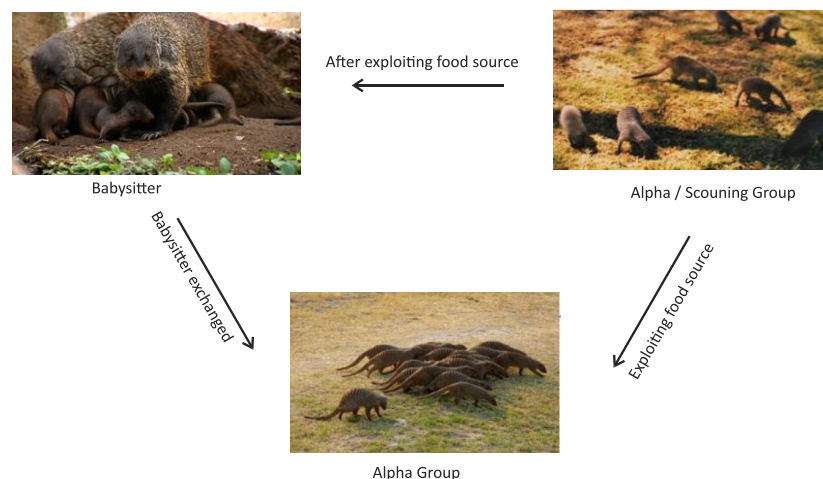 After exploiting food source
Babysitter
Alpha / Scouning Group
Babysitter exchanged
Exploiting food source
Alpha Group